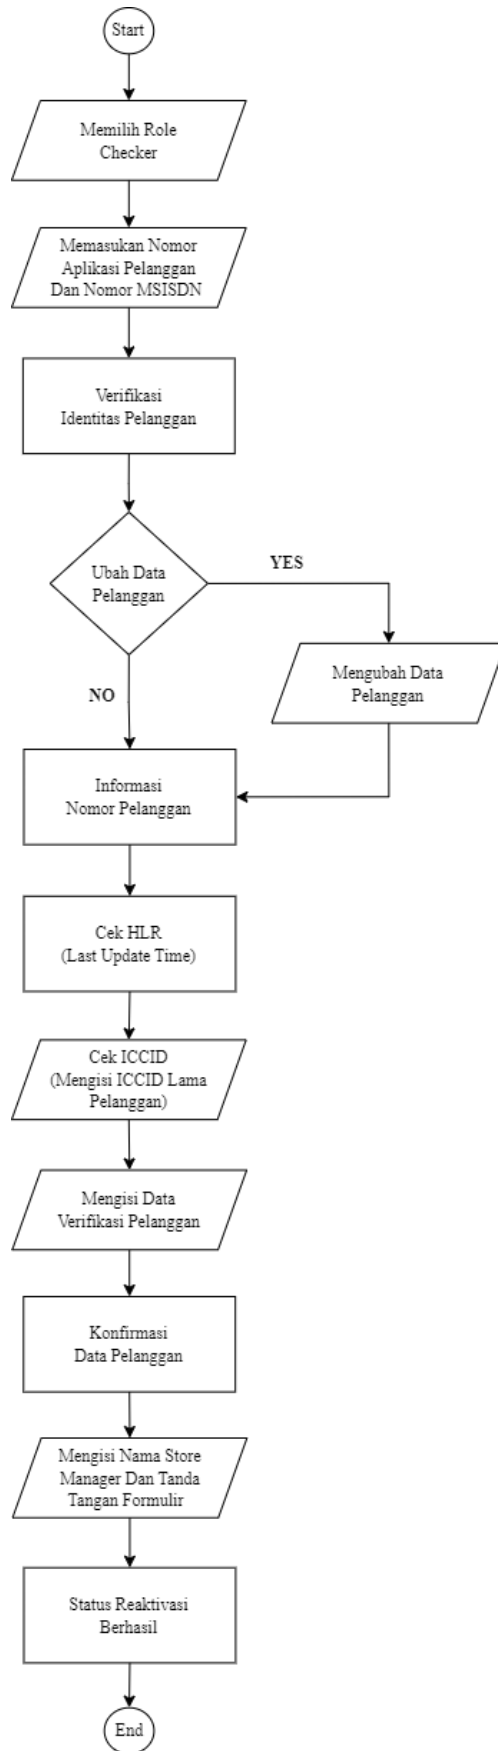 Start
Memilih Role
Checker
Memasukan Nomor
Aplikasi Pelanggan
Dan Nomor MSISDN
Verifikasi
Identitas Pelanggan
Ubah Data
Pelanggan
YES
Mengubah Data
Pelanggan
NO
Informasi
Nomor Pelanggan
Cek HLR
(Last Update Time)
Cek ICCID
(Mengisi ICCID Lama
Pelanggan)
Mengisi Data
Verifikasi Pelanggan
Konfirmasi
Data Pelanggan
Mengisi Nama Store
Manager Dan Tanda
Tangan Formulir
Status Reaktivasi
Berhasil
End